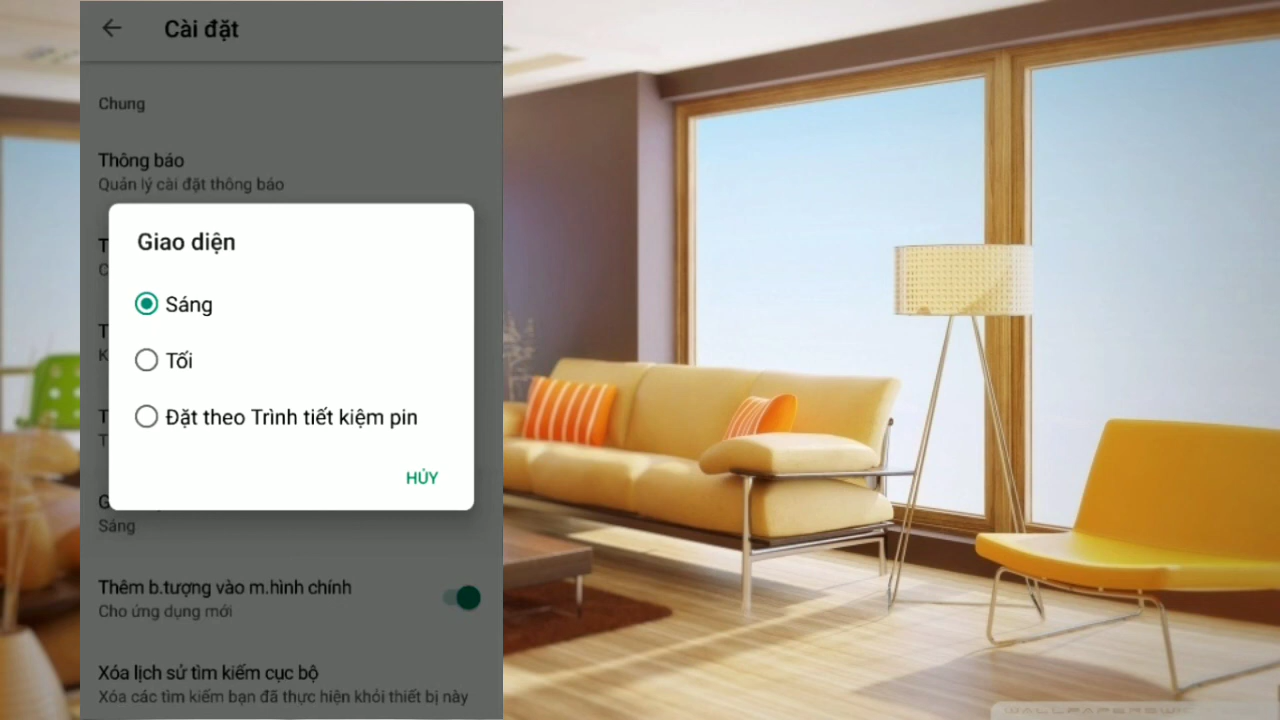 Cài đặt
Chung
Thông báo
Quản lý cài đặt thông báo
Giao diện
Sáng
Tối
Đặt theo Trình tiết kiệm pin
HỦY
Sáng
Thêm b.tượng vào m.hình chính
Cho ứng dụng mới
Xóa lịch sử tìm kiếm cục bộ
Xóa các tìm kiếm bạn đã thực hiện khỏi thiết bị này